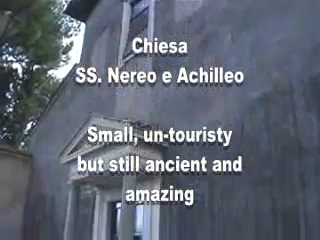 Chiesa
SS. Nereo e Achilleo
Small, un-touristy
but still ancient and
amazing